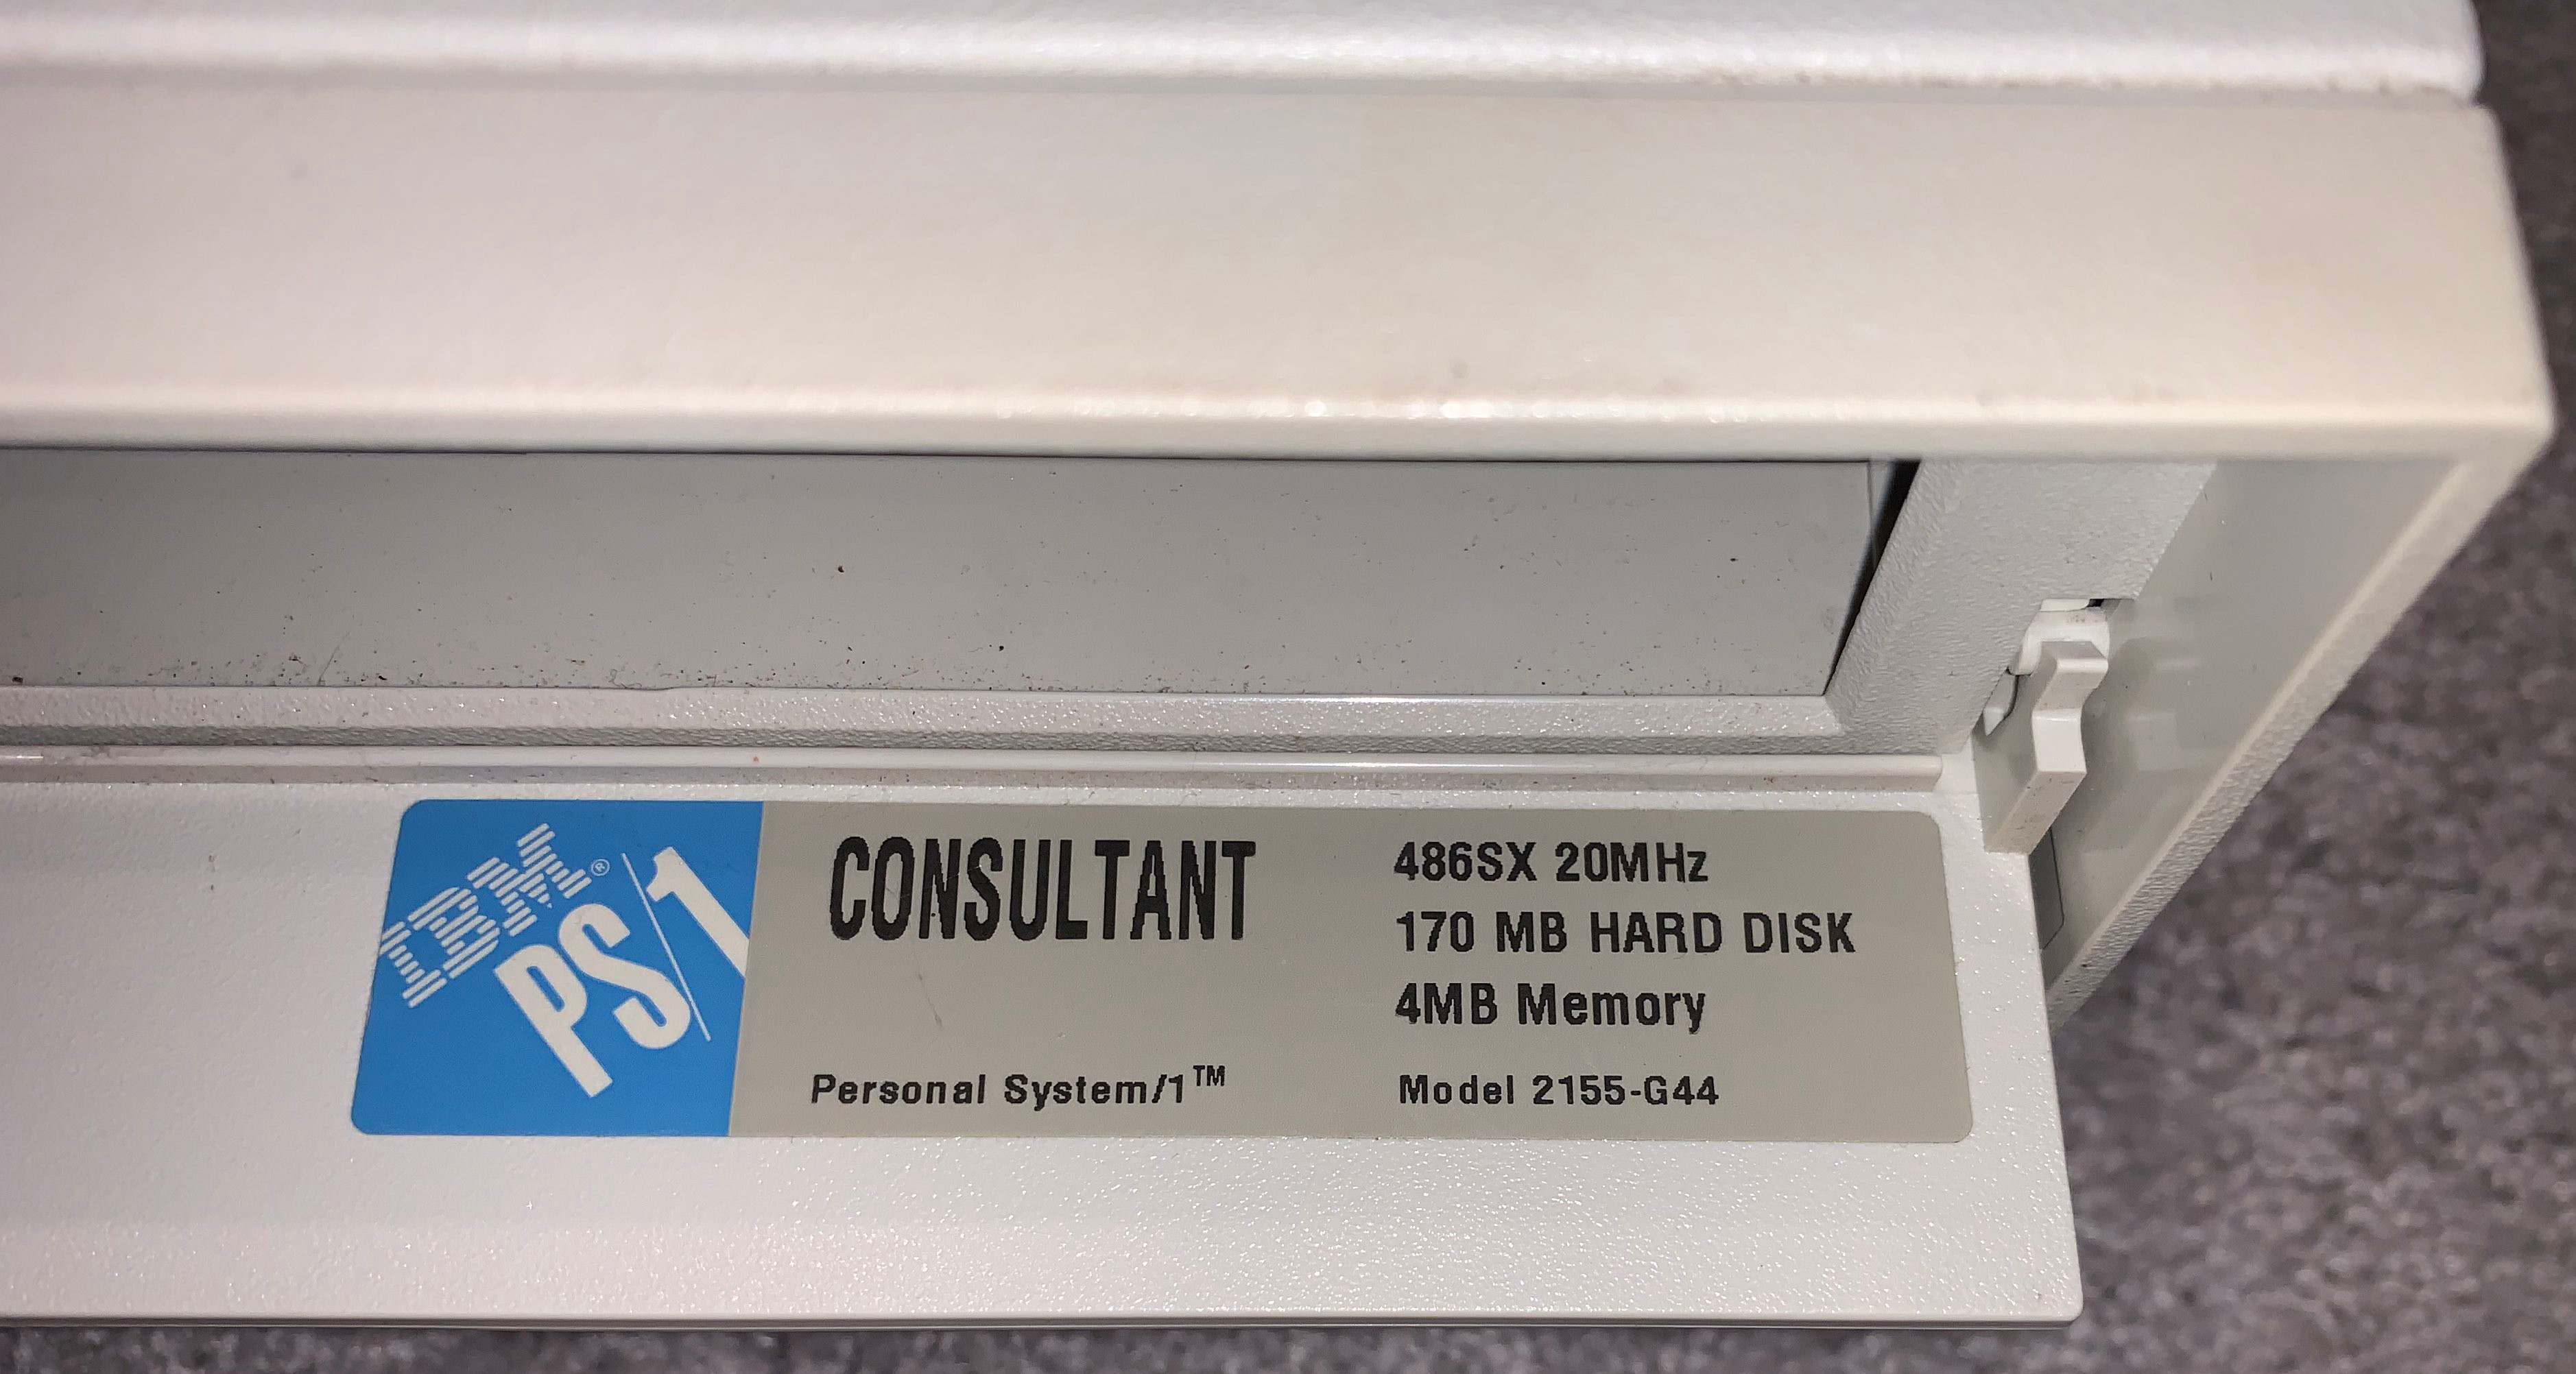 IBM®
PS/1
CONSULTANT
Personal System/1™
486SX 20MHz
170 MB HARD DISK
4MB Memory
Model 2155-G44